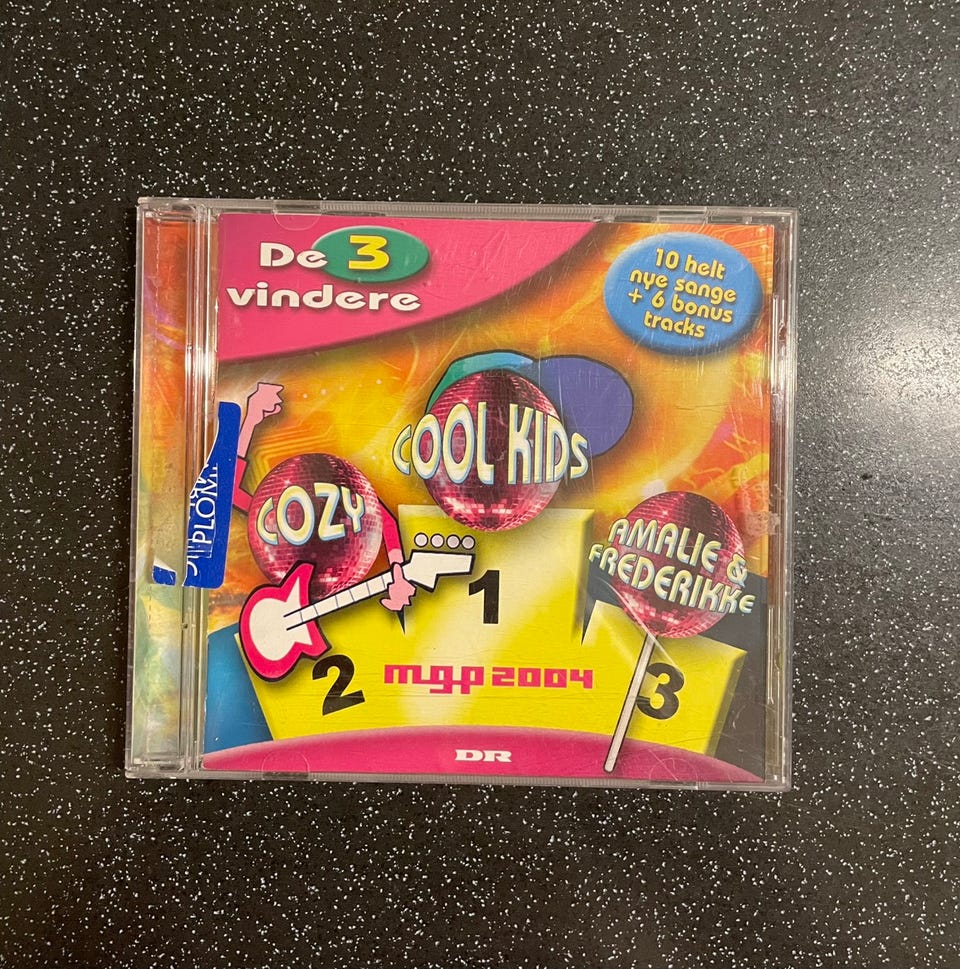 De 3
vindere
10 helt
nye sange
+ 6 bonus
tracks
COOL KIDS
COZY
AMALIE &
FREDERIKKE
1
2
3
mgp 2004
DR
PLOM